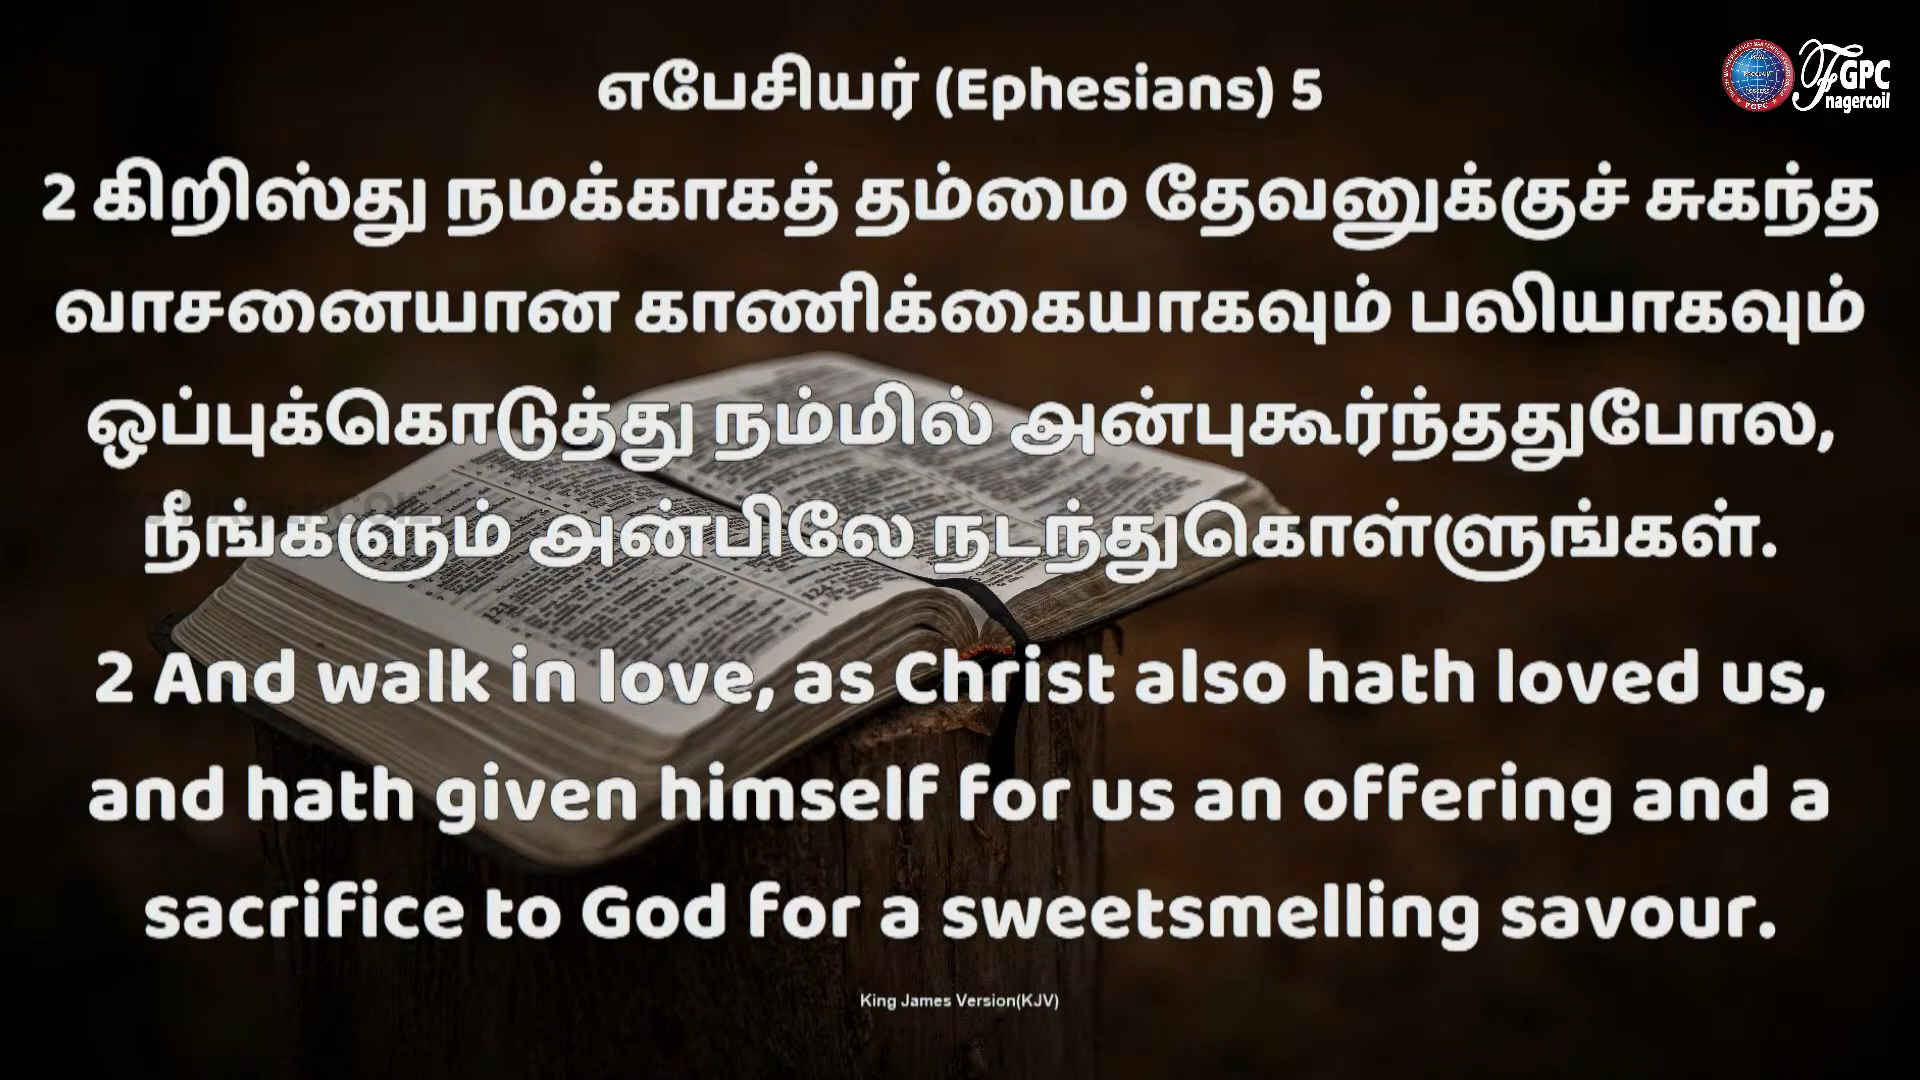 எபேசியர் (Ephesians) 5
FGPC
nagercoil
2 கிறிஸ்து நமக்காகத் தம்மை தேவனுக்குச் சுகந்த
வாசனையான காணிக்கையாகவும் பலியாகவும்
ஒப்புக்கொடுத்து நம்மில் அன்புகூர்ந்ததுபோல,
நீங்களும் அன்பிலே நடந்துகொள்ளுங்கள்.
2 And walk in love, as Christ also hath loved us,
and hath given himself for us an offering and a
sacrifice to God for a sweetsmelling savour.
King James Version(KJV)